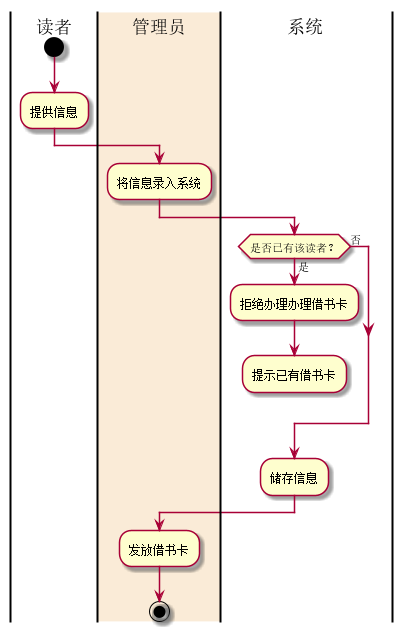 读者 管理员 系统
提供信息
将信息录入系统
是否已有该读者？ 否
是
拒绝办理办理借书卡
提示已有借书卡
储存信息
发放借书卡